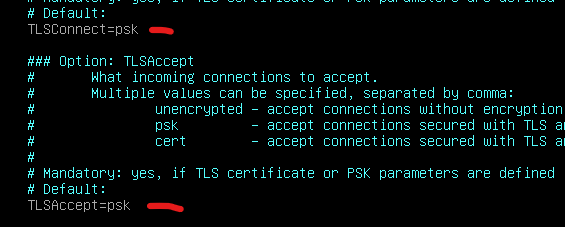 # Mandatory: yes, if TLS certificate or PSK parameters are defined
# Default:
TLSConnect=psk
### Option: TLSAccept
# What incoming connections to accept.
# Multiple values can be specified, separated by comma:
# unencrypted - accept connections without encryption
# psk - accept connections secured with TLS
# cert - accept connections secured with TLS
#
# Mandatory: yes, if TLS certificate or PSK parameters are defined
# Default:
TLSAccept=psk